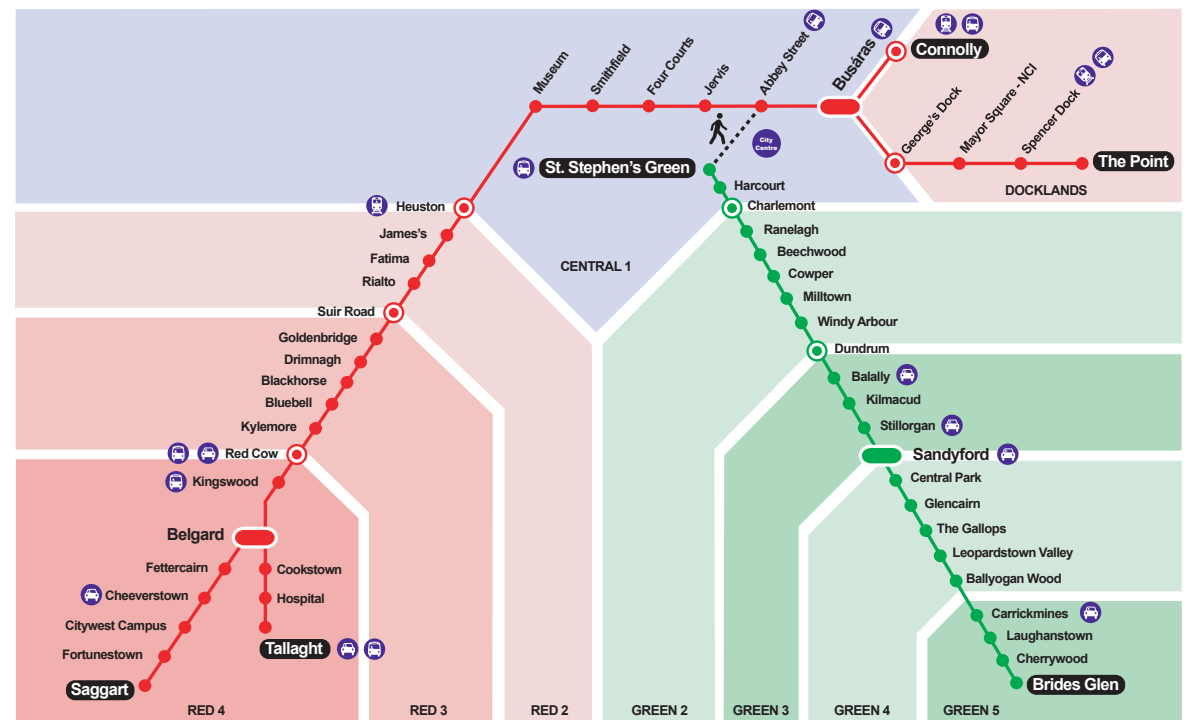 Museum
Smithfield
Four Courts
Jervis
Abbey Street
Busáras
Connolly
George's Dock
Mayor Square - NCI
Spencer Dock
The Point
DOCKLANDS
City
Centre
St. Stephen's Green
Harcourt
Charlemont
Ranelagh
Beechwood
Cowper
Milltown
Windy Arbour
Dundrum
Balally
Kilmacud
Stillorgan
Sandyford
Central Park
Glencairn
The Gallops
Leopardstown Valley
Ballyogan Wood
Carrickmines
Laughanstown
Cherrywood
Brides Glen
CENTRAL 1
Heuston
James's
Fatima
Rialto
Suir Road
Goldenbridge
Drimnagh
Blackhorse
Bluebell
Kylemore
Red Cow
Kingswood
Belgard
Fettercairn
Cheeverstown
Citywest Campus
Fortunestown
Saggart
Cookstown
Hospital
Tallaght
RED 4
RED 3
RED 2
GREEN 2
GREEN 3
GREEN 4
GREEN 5